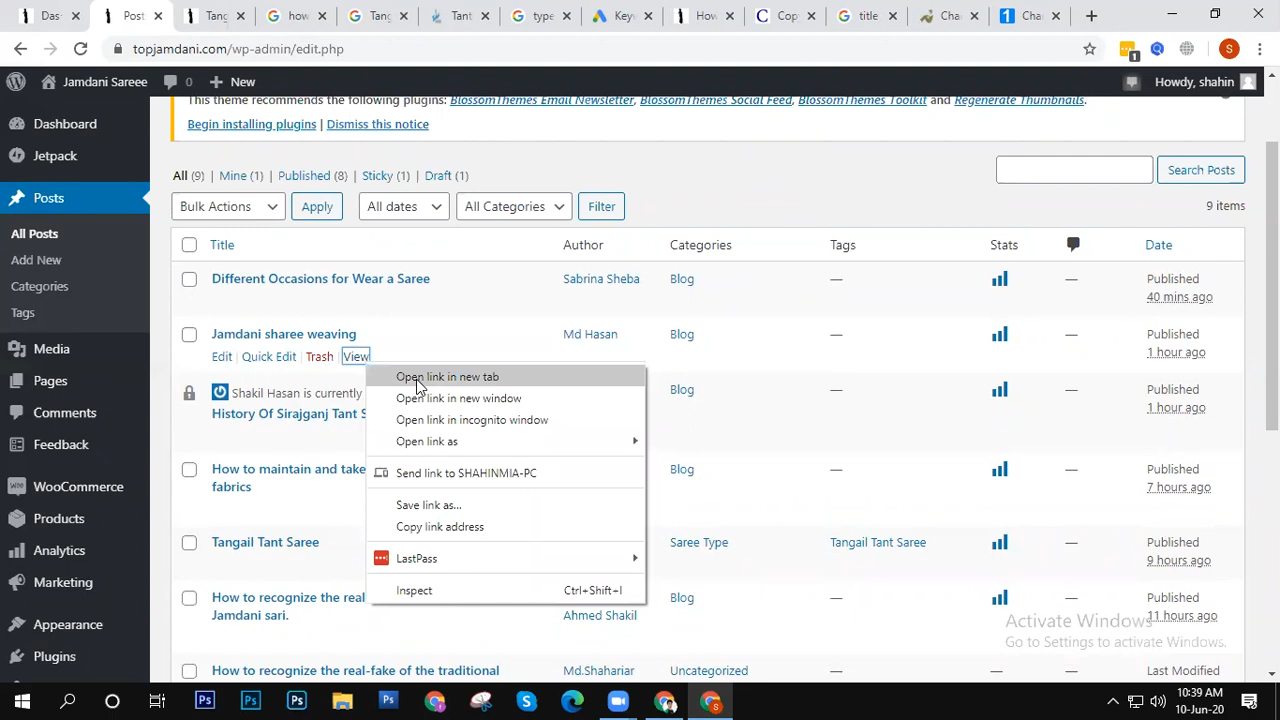 Das
Post
Tang
how
Tang
Tant
type
Key
How
Cop
title
Cha
Cha
topjamdani.com/wp-admin/edit.php
1
S
Jamdani Sareee
0
New
Howdy, shahin
This theme recommends the following plugins: BlossomThemes Email Newsletter, BlossomThemes Social Feed, BlossomThemes Toolkit and Regenerate Thumbnails.
Begin installing plugins | Dismiss this notice
Dashboard
Jetpack
Posts
All Posts
Add New
Categories
Tags
Media
Pages
Comments
Feedback
WooCommerce
Products
Analytics
Marketing
Appearance
Plugins
All (9) | Mine (1) | Published (8) | Sticky (1) | Draft (1)
Search Posts
Bulk Actions
Apply
All dates
All Categories
Filter
9 items
Title Author Categories Tags Stats Date
Different Occasions for Wear a Saree Sabrina Sheba Blog — — Published
40 mins ago
Jamdani sharee weaving Md Hasan Blog — — Published
Edit | Quick Edit | Trash | View 1 hour ago
Shakil Hasan is currently Blog — — Published
History Of Sirajganj Tant S 1 hour ago
How to maintain and take Blog — — Published
fabrics 7 hours ago
Tangail Tant Saree Saree Type Tangail Tant Saree — Published
9 hours ago
How to recognize the real Blog — — Published
Jamdani sari. Ahmed Shakil 11 hours ago
How to recognize the real-fake of the traditional Md.Shahariar Uncategorized — — — Last Modified
Open link in new tab
Open link in new window
Open link in incognito window
Open link as
Send link to SHAHINMIA-PC
Save link as...
Copy link address
LastPass
Inspect Ctrl+Shift+I
Activate Windows
Go to Settings to activate Windows.
10:39 AM
10-Jun-20